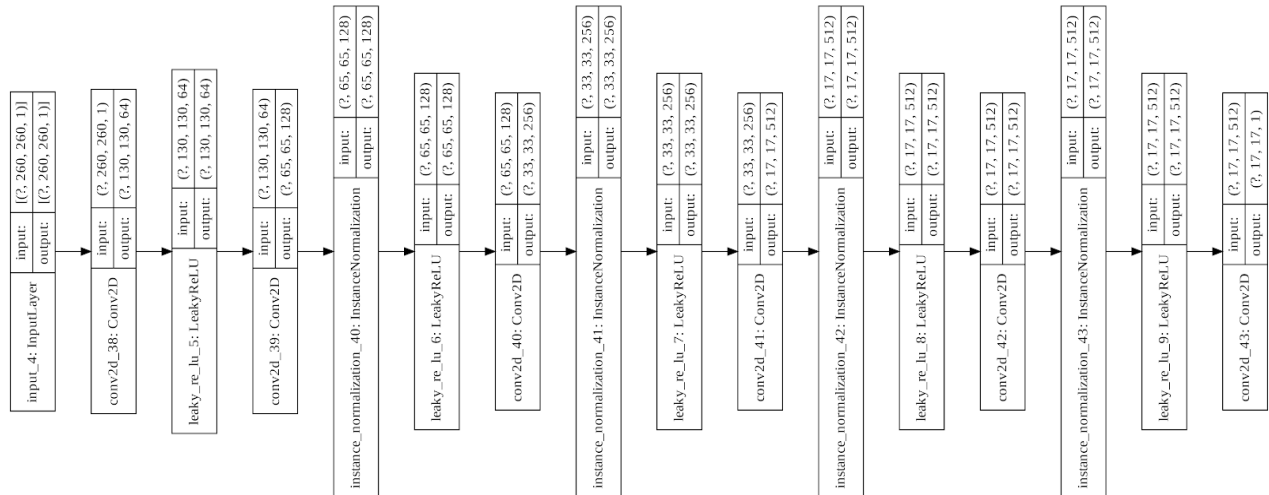 input_4: InputLayer
input: [(?, 260, 260, 1)]
output: [(?, 260, 260, 1)]
conv2d_38: Conv2D
input: (?, 260, 260, 1)
output: (?, 130, 130, 64)
leaky_re_lu_5: LeakyReLU
input: (?, 130, 130, 64)
output: (?, 130, 130, 64)
conv2d_39: Conv2D
input: (?, 130, 130, 64)
output: (?, 65, 65, 128)
instance_normalization_40: InstanceNormalization
input: (?, 65, 65, 128)
output: (?, 65, 65, 128)
leaky_re_lu_6: LeakyReLU
input: (?, 65, 65, 128)
output: (?, 65, 65, 128)
conv2d_40: Conv2D
input: (?, 65, 65, 128)
output: (?, 33, 33, 256)
instance_normalization_41: InstanceNormalization
input: (?, 33, 33, 256)
output: (?, 33, 33, 256)
leaky_re_lu_7: LeakyReLU
input: (?, 33, 33, 256)
output: (?, 33, 33, 256)
conv2d_41: Conv2D
input: (?, 33, 33, 256)
output: (?, 17, 17, 512)
instance_normalization_42: InstanceNormalization
input: (?, 17, 17, 512)
output: (?, 17, 17, 512)
leaky_re_lu_8: LeakyReLU
input: (?, 17, 17, 512)
output: (?, 17, 17, 512)
conv2d_42: Conv2D
input: (?, 17, 17, 512)
output: (?, 17, 17, 512)
instance_normalization_43: InstanceNormalization
input: (?, 17, 17, 512)
output: (?, 17, 17, 512)
leaky_re_lu_9: LeakyReLU
input: (?, 17, 17, 512)
output: (?, 17, 17, 512)
conv2d_43: Conv2D
input: (?, 17, 17, 512)
output: (?, 17, 17, 1)